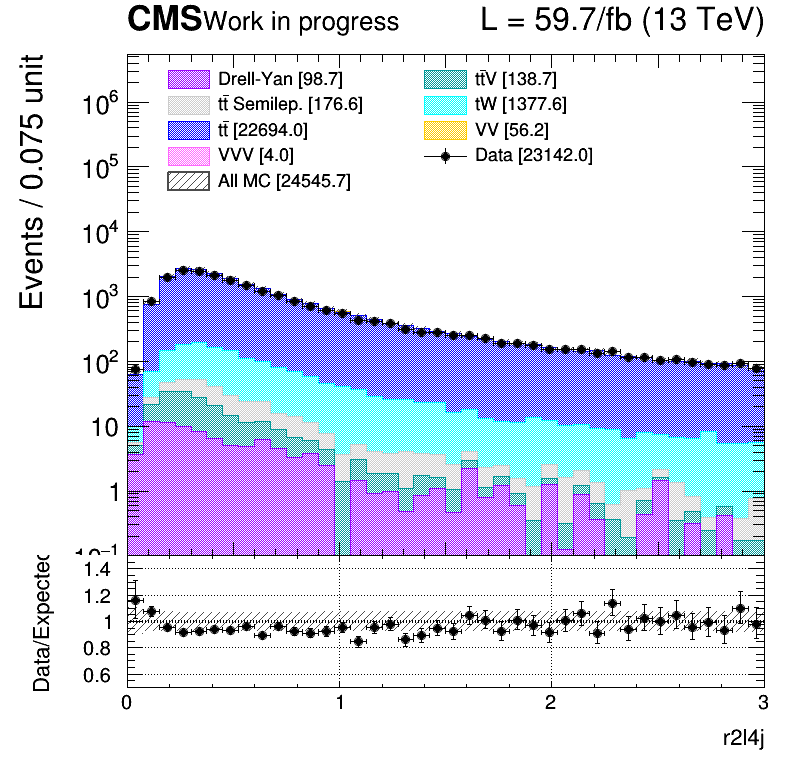 CMS Work in progress L = 59.7/fb (13 TeV)
Events / 0.075 unit
Drell-Yan [98.7] tt̄V [138.7]
tt̄ Semilep. [176.6] tW [1377.6]
tt̄ [22694.0] VV [56.2]
VVV [4.0] Data [23142.0]
All MC [24545.7]
10⁶
10⁵
10⁴
10³
10²
10
1
10⁻¹
Data/Expected
1.4
1.2
1
0.8
0.6
0 1 2 3
r2l4j